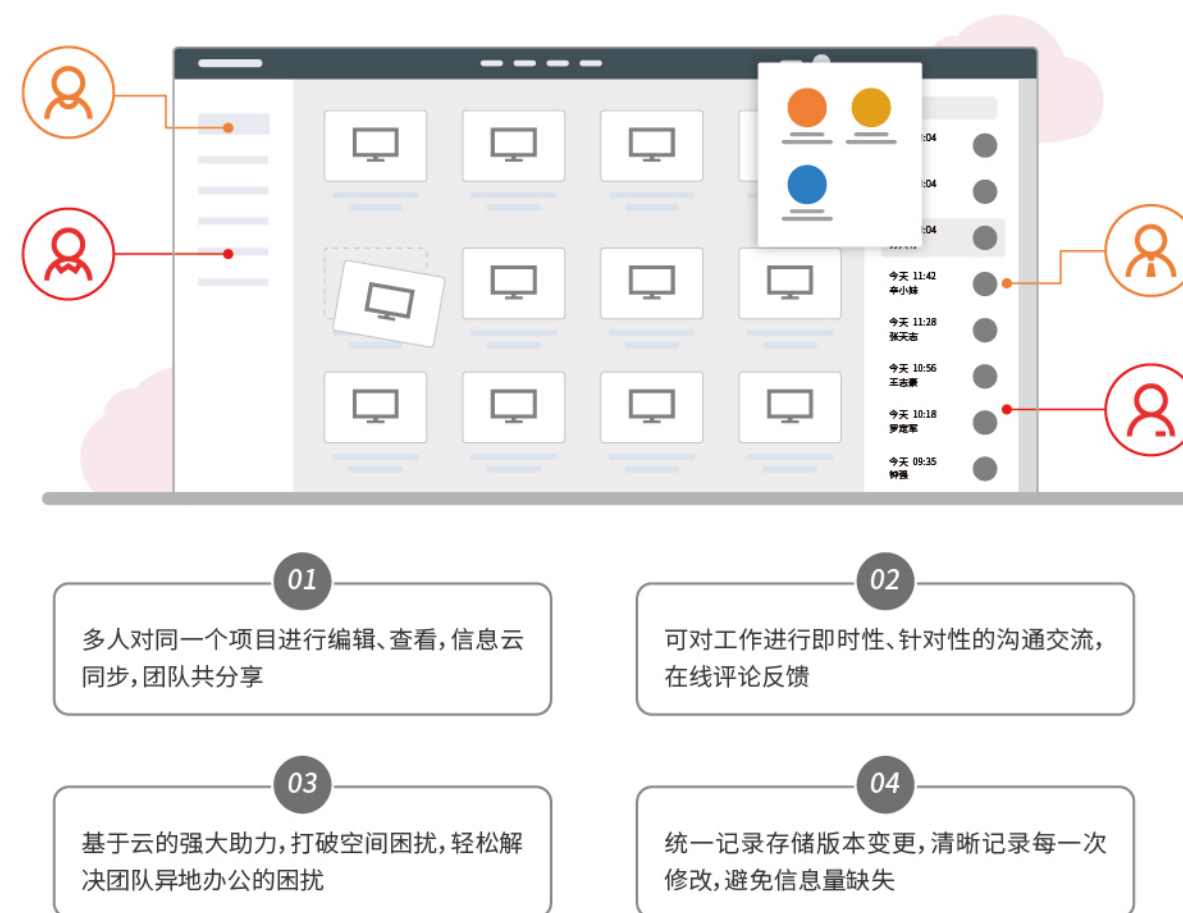 :04
:04
:04
今天 11:42
辛小妹
今天 11:28
张天志
今天 10:56
王志豪
今天 10:18
罗定军
今天 09:35
钟强
01
多人对同一个项目进行编辑、查看,信息云
同步,团队共分享
02
可对工作进行即时性、针对性的沟通交流,
在线评论反馈
03
基于云的强大助力,打破空间困扰,轻松解
决团队异地办公的困扰
04
统一记录存储版本变更,清晰记录每一次
修改,避免信息量缺失